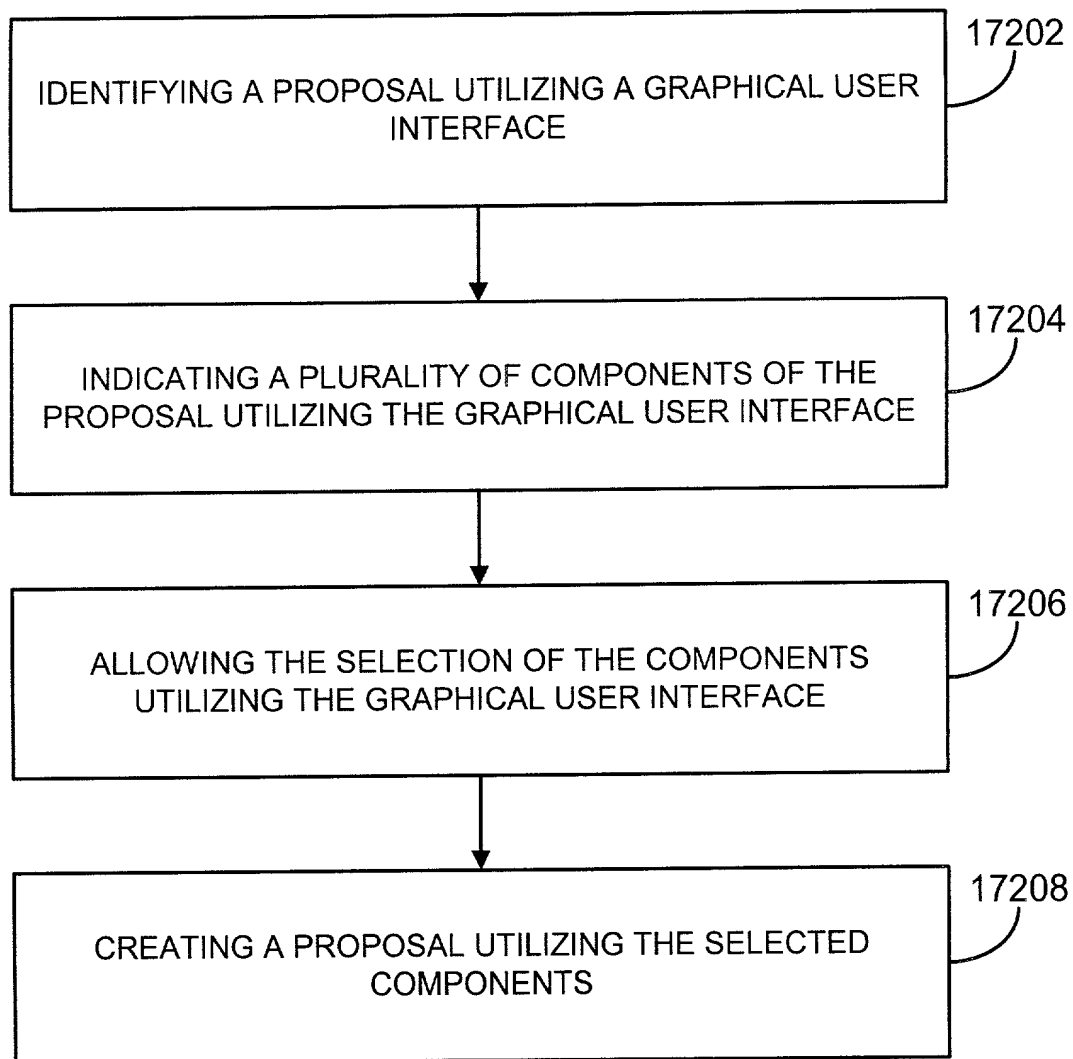 17202
IDENTIFYING A PROPOSAL UTILIZING A GRAPHICAL USER
INTERFACE
17204
INDICATING A PLURALITY OF COMPONENTS OF THE
PROPOSAL UTILIZING THE GRAPHICAL USER INTERFACE
17206
ALLOWING THE SELECTION OF THE COMPONENTS
UTILIZING THE GRAPHICAL USER INTERFACE
17208
CREATING A PROPOSAL UTILIZING THE SELECTED
COMPONENTS